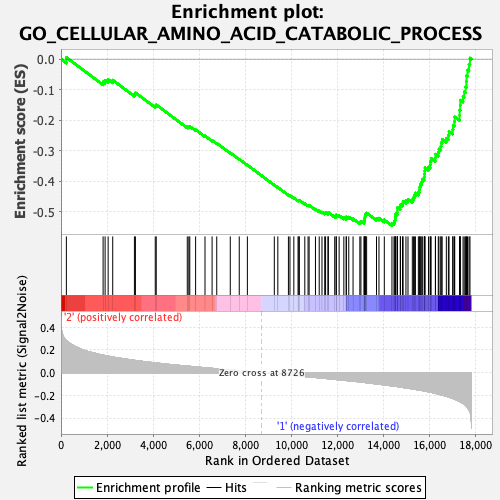 Enrichment plot:
GO_CELLULAR_AMINO_ACID_CATABOLIC_PROCESS
Enrichment score (ES)
0.0
-0.1
-0.2
-0.3
-0.4
-0.5
'2' (positively correlated)
Ranked list metric (Signal2Noise)
0.4
0.2
0.0
-0.2
-0.4
Zero cross at 8726
'1' (negatively correlated)
0
2,000
4,000
6,000
8,000
10,000
12,000
14,000
16,000
18,000
Rank in Ordered Dataset
Enrichment profile
Hits
Ranking metric scores